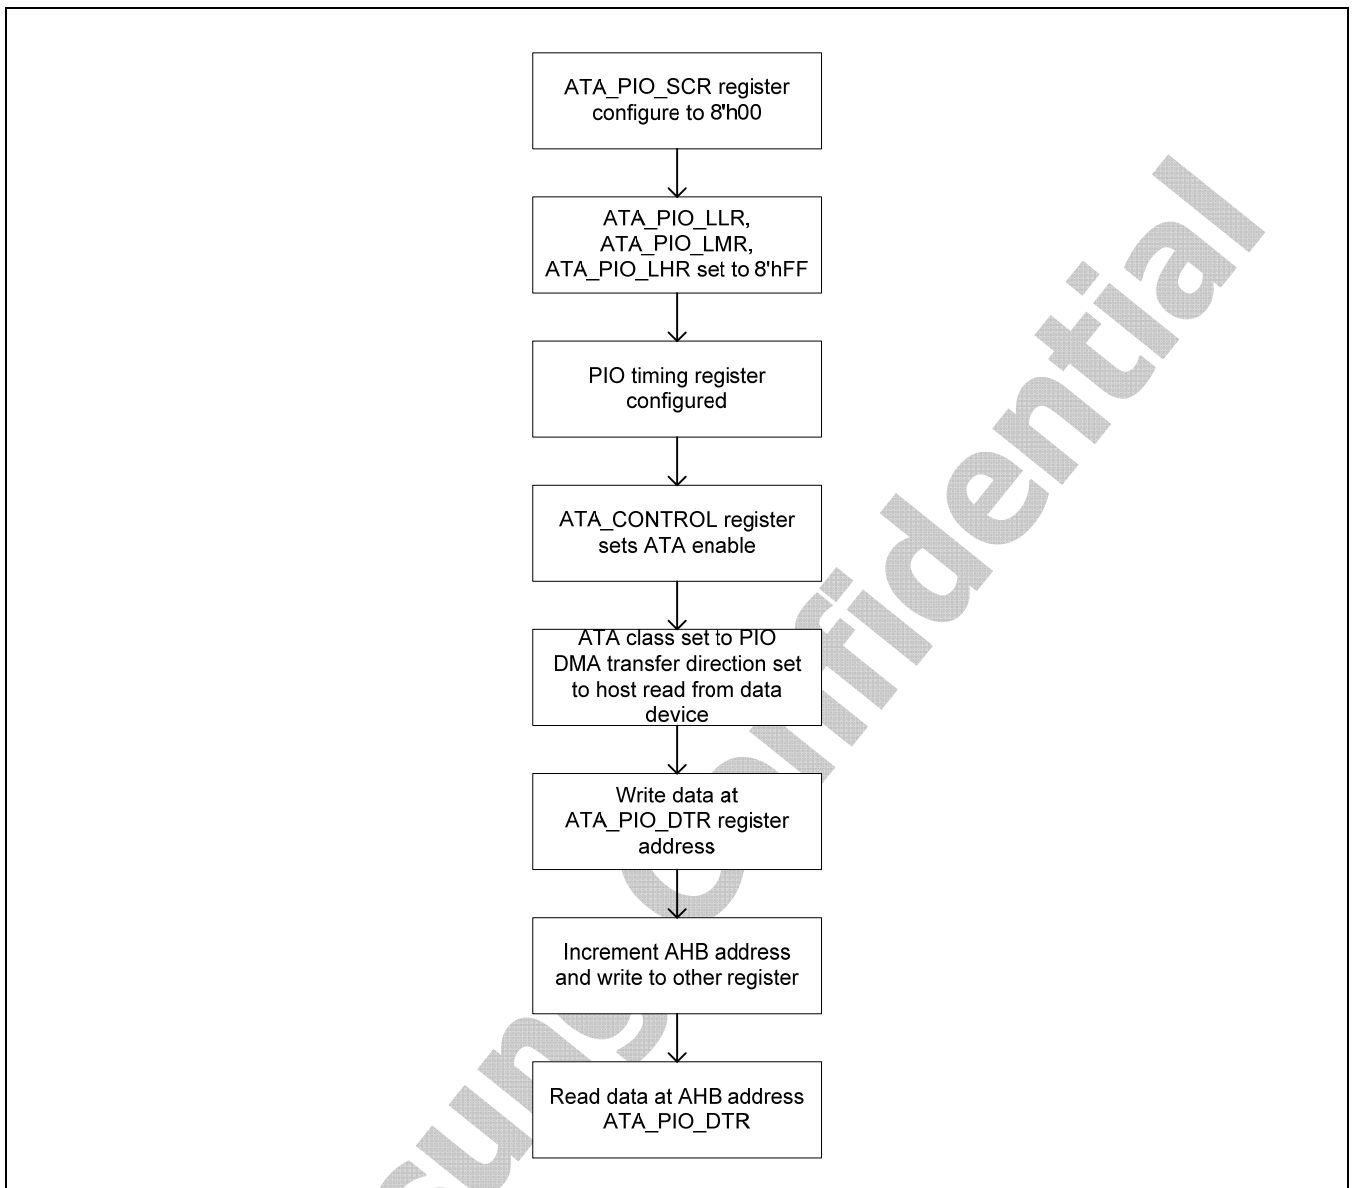 ATA_PIO_SCR register
configure to 8'h00
ATA_PIO_LLR,
ATA_PIO_LMR,
ATA_PIO_LHR set to 8'hFF
PIO timing register
configured
ATA_CONTROL register
sets ATA enable
ATA class set to PIO
DMA transfer direction set
to host read from data
device
Write data at
ATA_PIO_DTR register
address
Increment AHB address
and write to other register
Read data at AHB address
ATA_PIO_DTR
sung Confidential